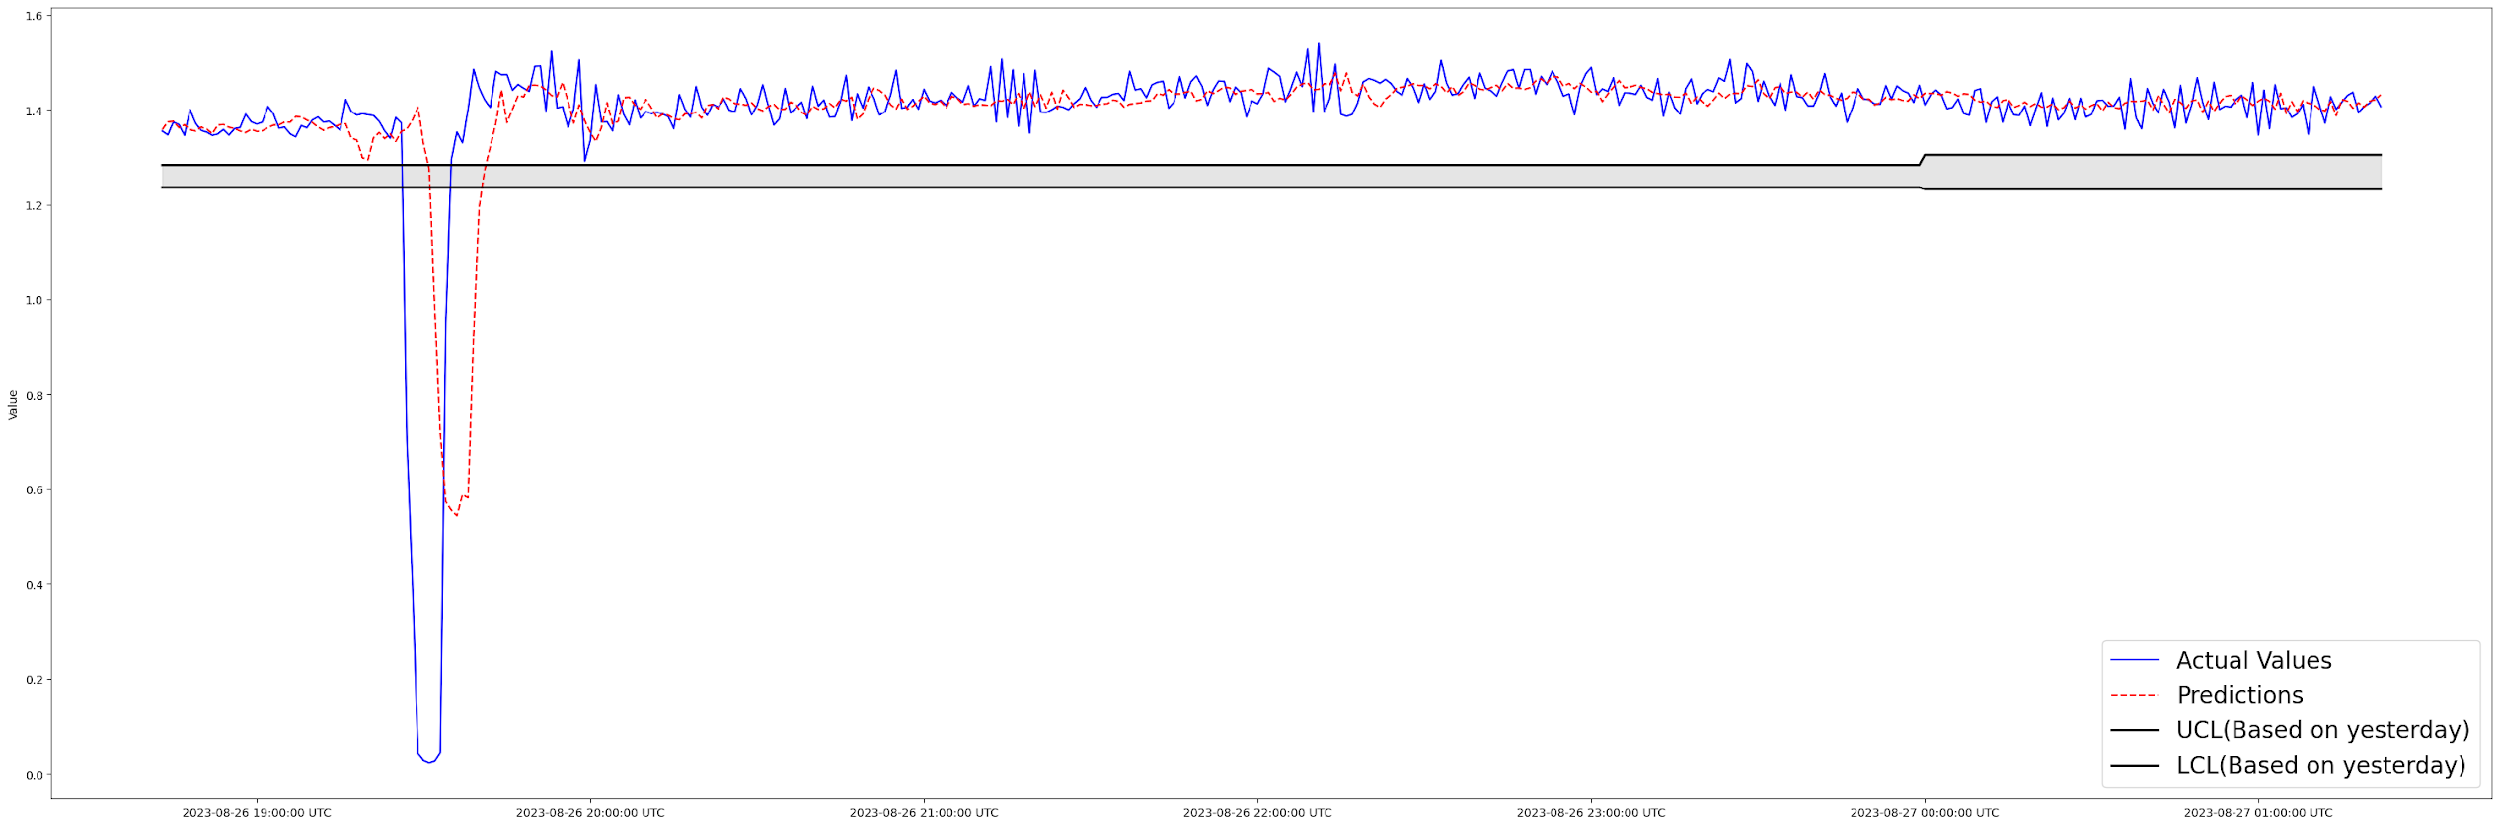 1.6
1.4
1.2
1.0
0.8
0.6
0.4
0.2
0.0
Value
2023-08-26 19:00:00 UTC
2023-08-26 20:00:00 UTC
2023-08-26 21:00:00 UTC
2023-08-26 22:00:00 UTC
2023-08-26 23:00:00 UTC
2023-08-27 00:00:00 UTC
2023-08-27 01:00:00 UTC
Actual Values
Predictions
UCL(Based on yesterday)
LCL(Based on yesterday)